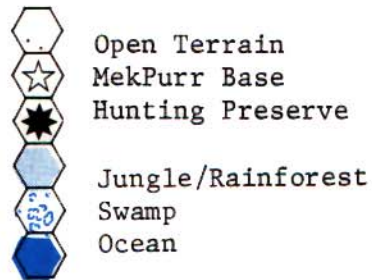 Open Terrain
MekPurr Base
Hunting Preserve
Jungle/Rainforest
Swamp
Ocean